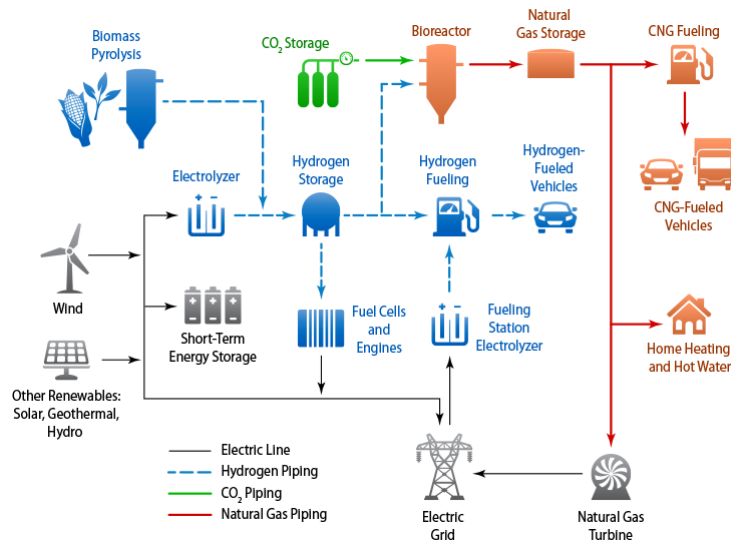 Biomass
Pyrolysis
CO2 Storage
Bioreactor
Natural
Gas Storage
CNG Fueling
Electrolyzer
Hydrogen
Storage
Hydrogen
Fueling
Hydrogen-
Fueled
Vehicles
CNG-Fueled
Vehicles
Wind
Short-Term
Energy Storage
Fuel Cells
and
Engines
Fueling
Station
Electrolyzer
Home Heating
and Hot Water
Other Renewables:
Solar, Geothermal,
Hydro
Electric Line
Hydrogen Piping
CO2 Piping
Natural Gas Piping
Electric
Grid
Natural Gas
Turbine